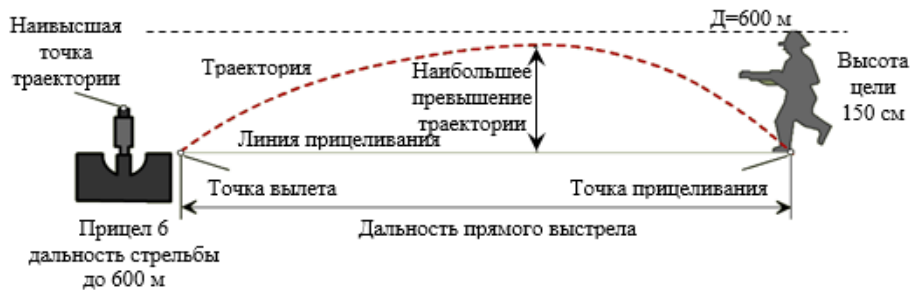 Наивысшая
точка
траектории
Траектория
Наибольшее
превышение
траектории
Д=600 м
Высота
цели
150 см
Линия прицеливания
Точка вылета
Точка прицеливания
Прицел 6
дальность стрельбы
до 600 м
Дальность прямого выстрела